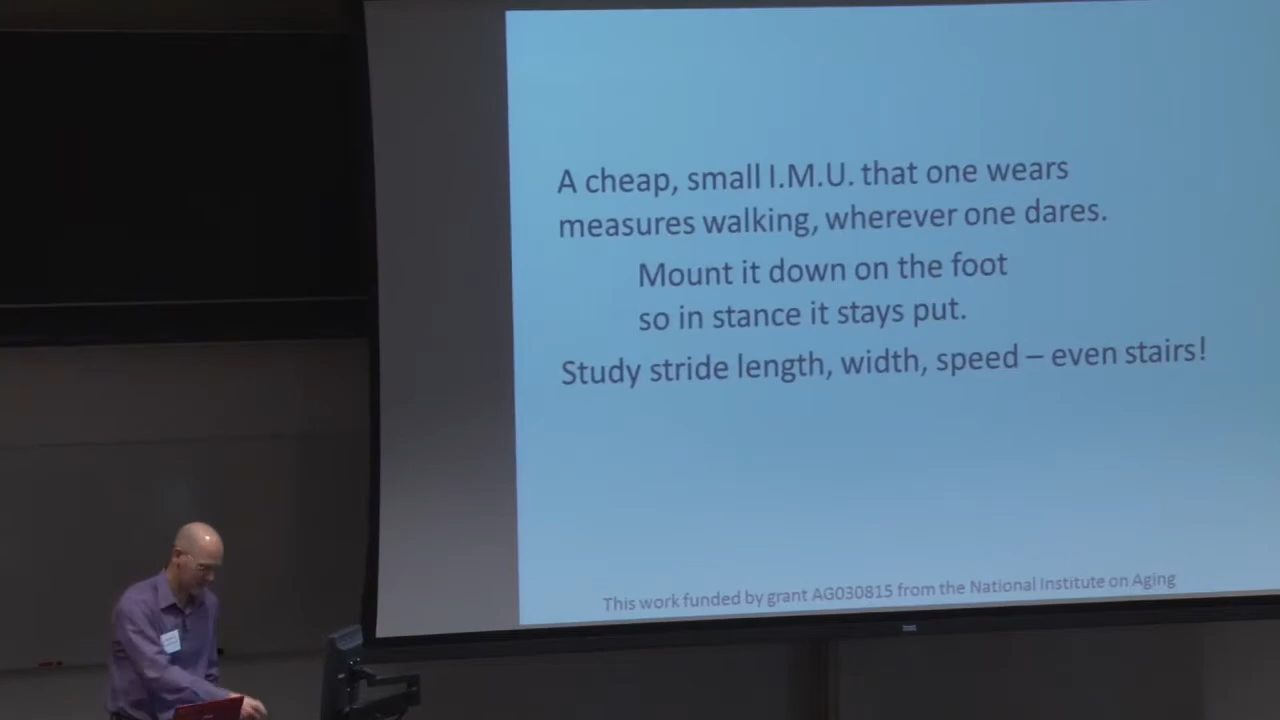 A cheap, small I.M.U. that one wears
measures walking, wherever one dares.
Mount it down on the foot
so in stance it stays put.
Study stride length, width, speed – even stairs!
This work funded by grant AG030815 from the National Institute on Aging